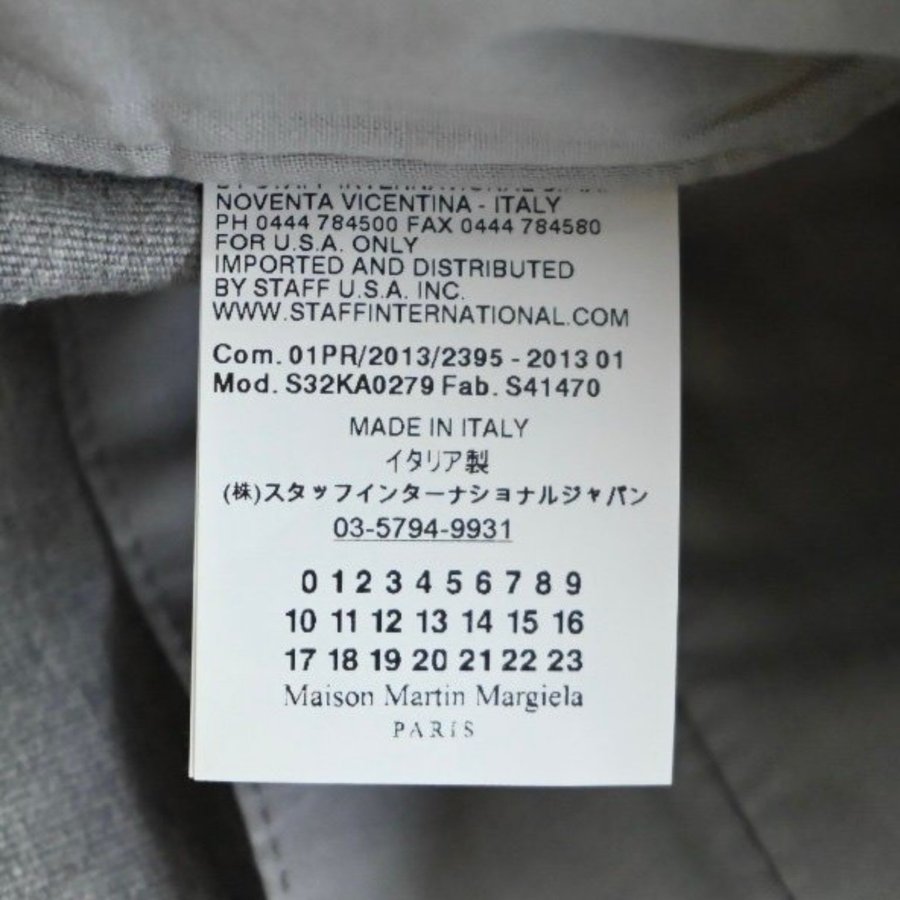 BY STAFF INTERNATIONAL S.P.A.
NOVENTA VICENTINA - ITALY
PH 0444 784500 FAX 0444 784580
FOR U.S.A. ONLY
IMPORTED AND DISTRIBUTED
BY STAFF U.S.A. INC.
WWW.STAFFINTERNATIONAL.COM
Com. 01PR/2013/2395 - 2013 01
Mod. S32KA0279 Fab. S41470
MADE IN ITALY
イタリア製
(株)スタッフインターナショナルジャパン
03-5794-9931
0 1 2 3 4 5 6 7 8 9
10 11 12 13 14 15 16
17 18 19 20 21 22 23
Maison Martin Margiela
PARIS